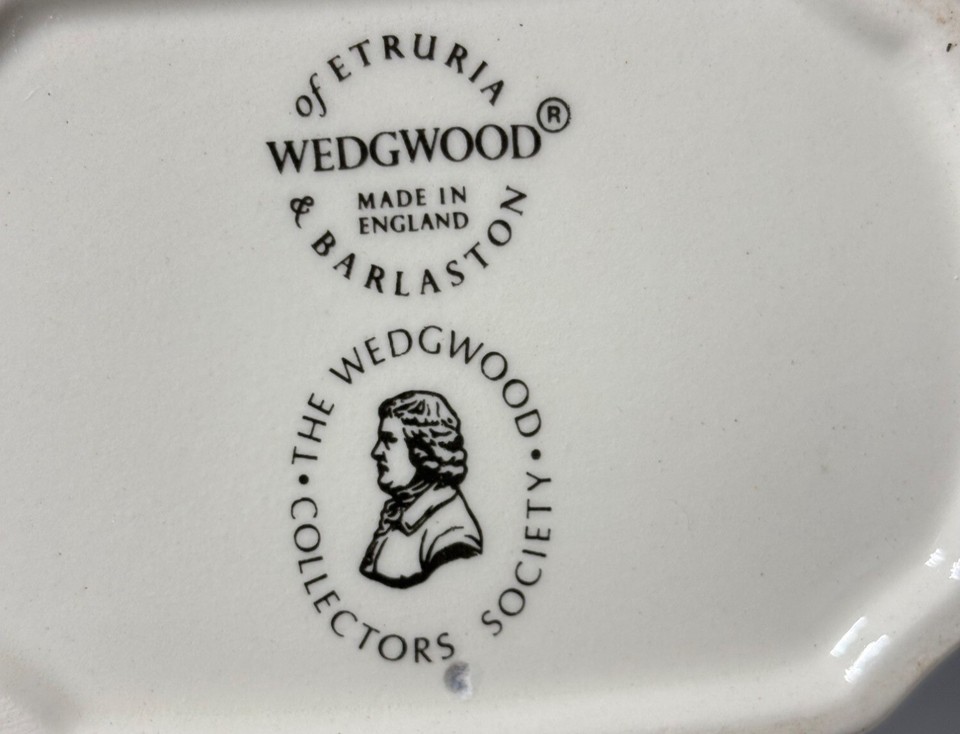 of ETRURIA
WEDGWOOD®
MADE IN
ENGLAND
& BARLASTON
• THE WEDGWOOD •
COLLECTORS SOCIETY